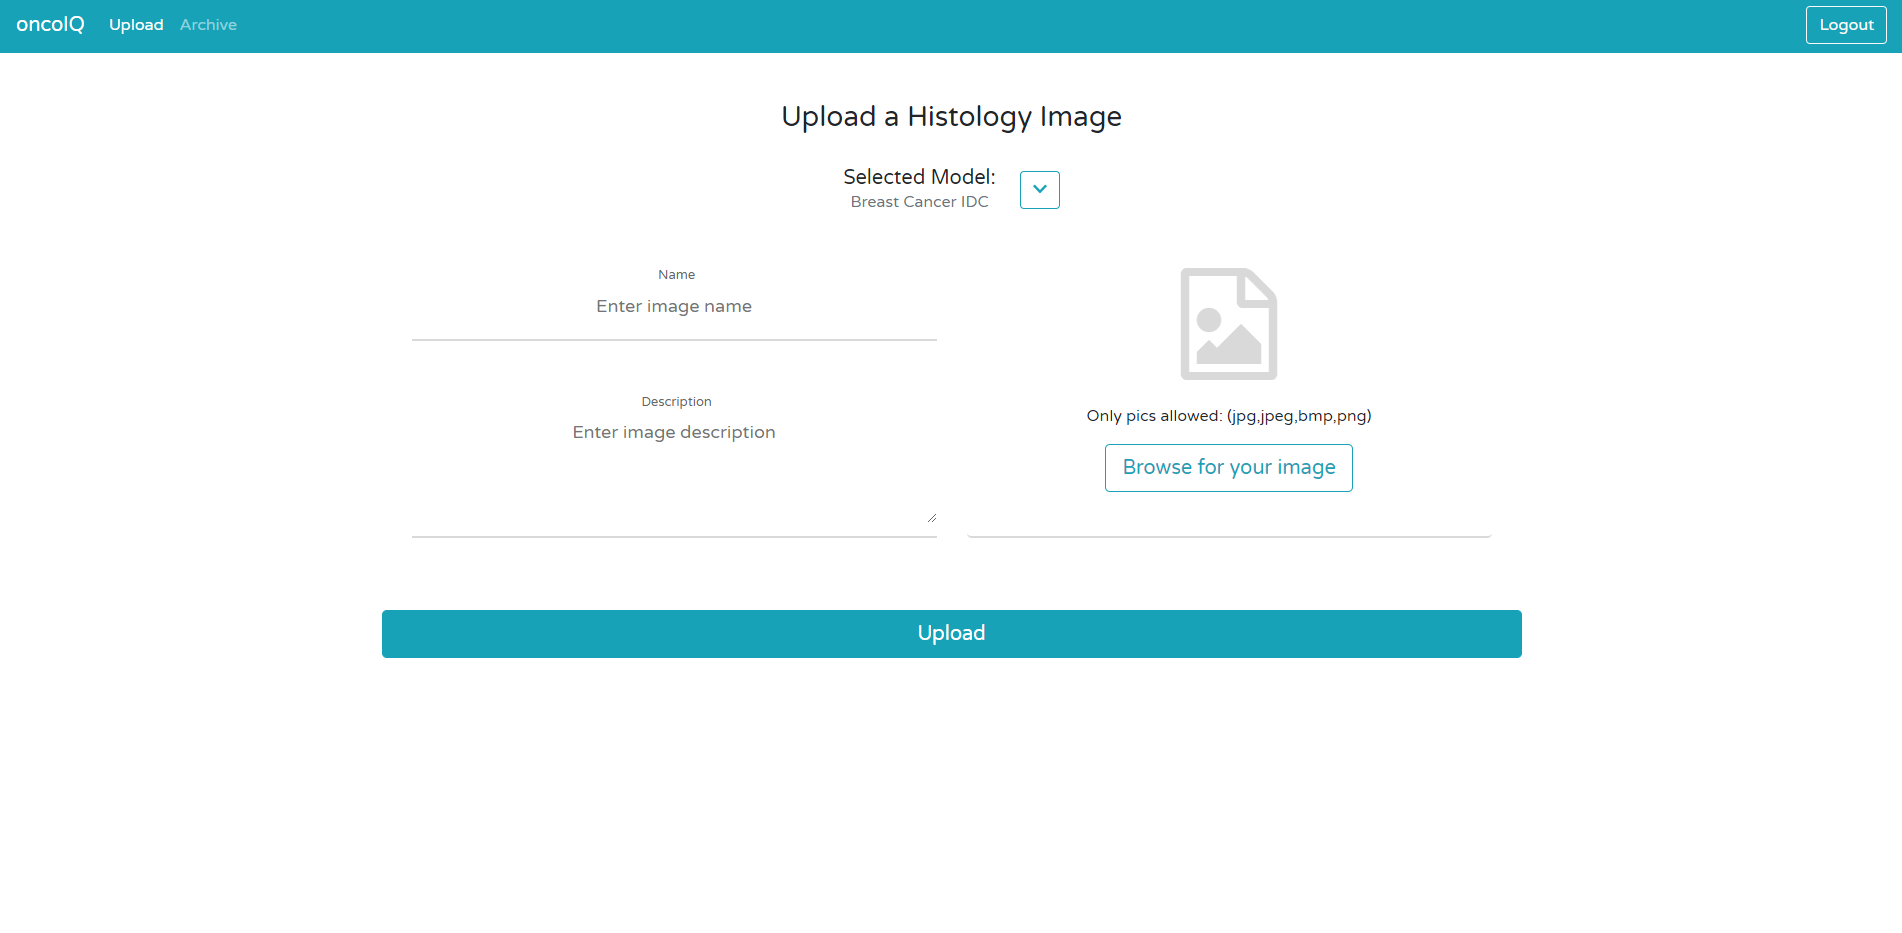 oncoIQ Upload Archive Logout
Upload a Histology Image
Selected Model:
Breast Cancer IDC
Name
Enter image name
Description
Enter image description
Only pics allowed: (jpg,jpeg,bmp,png)
Browse for your image
Upload